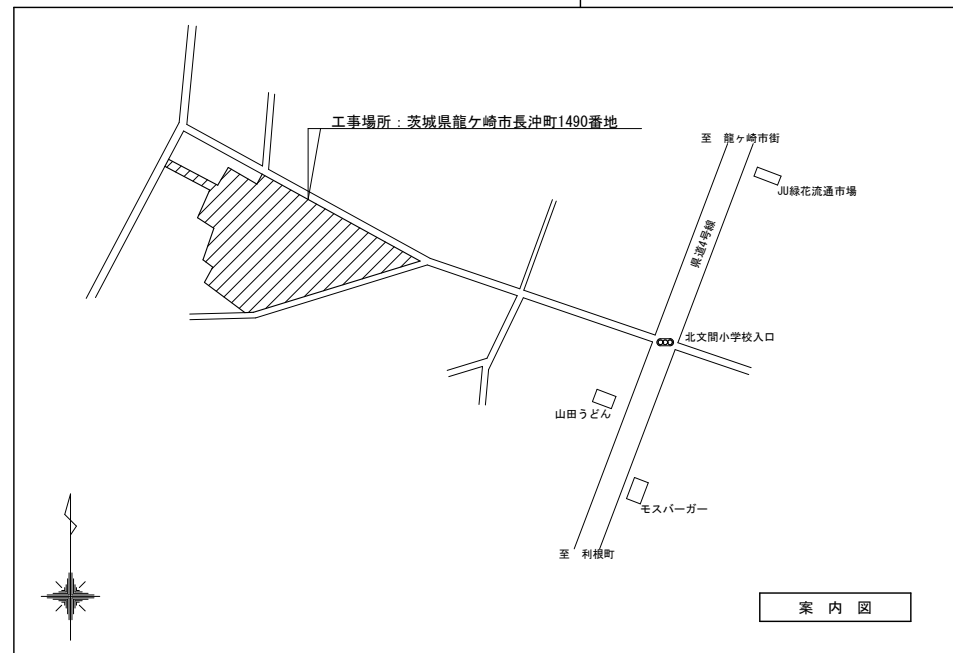 工事場所：茨城県龍ケ崎市長沖町1490番地
至　龍ヶ崎市街
JU緑花流通市場
県道4号線
北文間小学校入口
山田うどん
モスバーガー
至　利根町
案　内　図